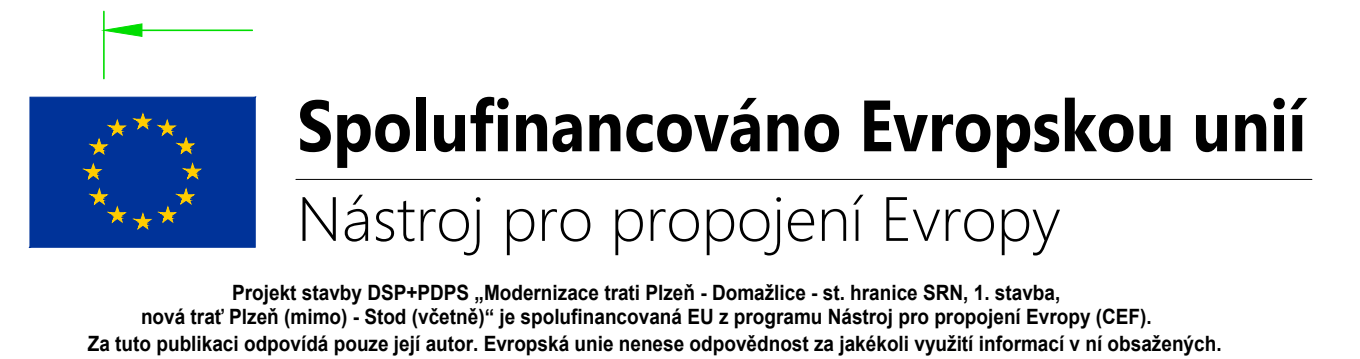 Spolufinancováno Evropskou unií
Nástroj pro propojení Evropy
Projekt stavby DSP+PDPS „Modernizace trati Plzeň - Domažlice - st. hranice SRN, 1. stavba,
nová trať Plzeň (mimo) - Stod (včetně)“ je spolufinancovaná EU z programu Nástroj pro propojení Evropy (CEF).
Za tuto publikaci odpovídá pouze její autor. Evropská unie nenese odpovědnost za jakékoli využití informací v ní obsažených.